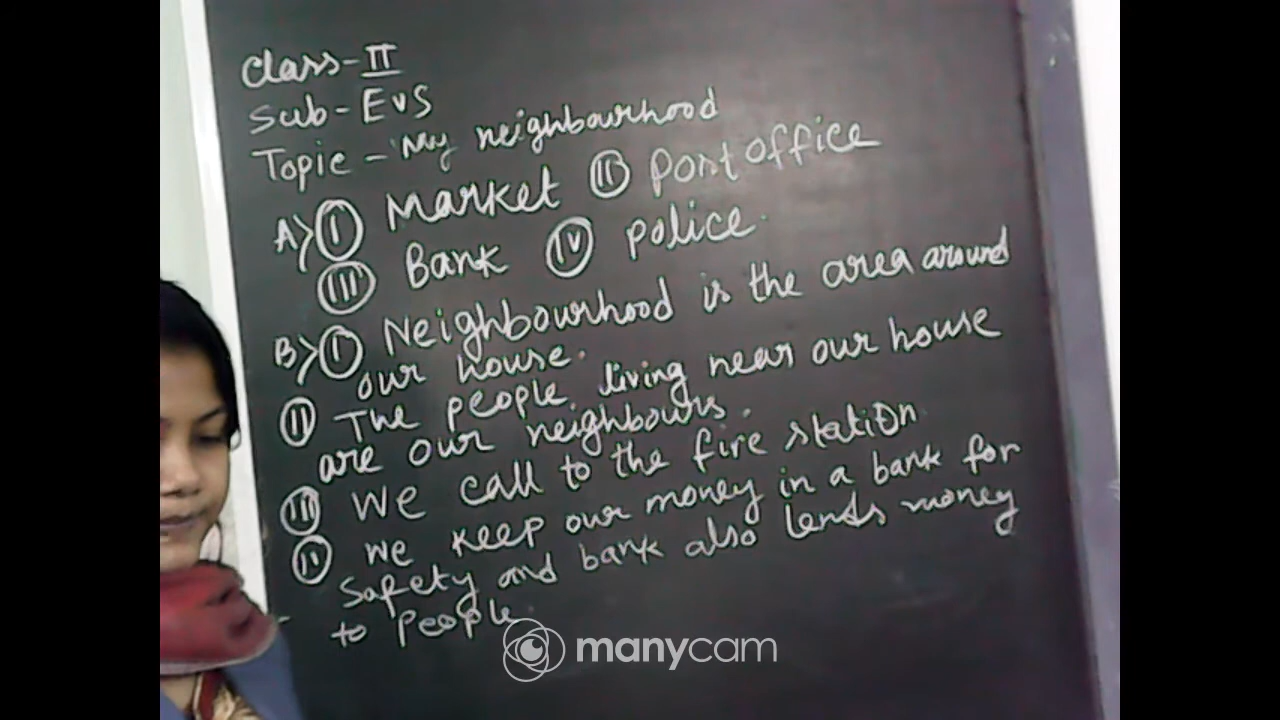 Class-II
Sub-EVS
Topic - My neighbourhood
A> (I) Market (II) Post office
(III) Bank (IV) police.
B> (I) Neighbourhood is the area around
our house.
(II) The people living near our house
are our neighbours.
(III) We call to the fire station.
(IV) We keep our money in a bank for
safety and bank also lends money
to people.
manycam